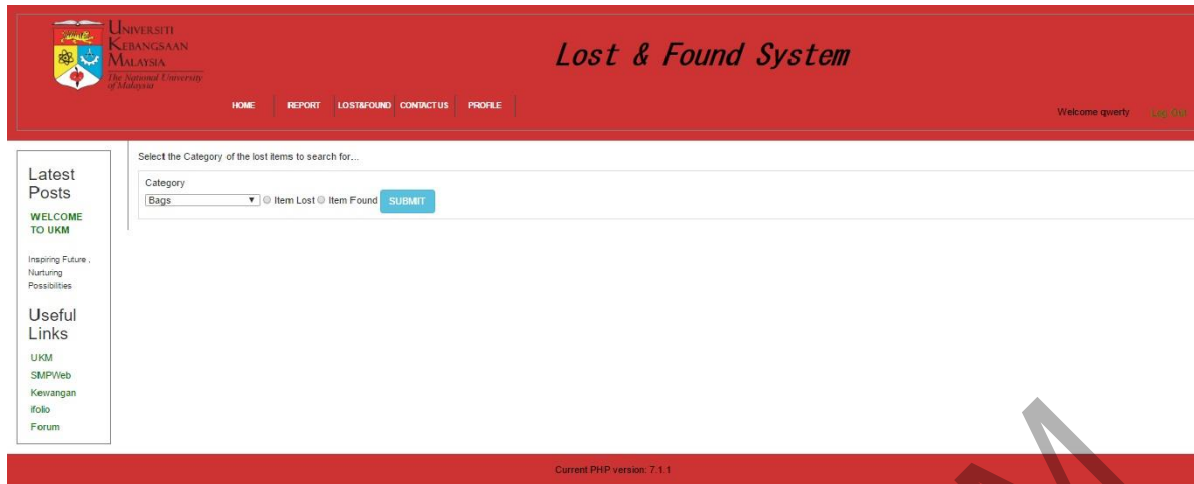 UNIVERSITI
KEBANGSAAN
MALAYSIA
The National University
of Malaysia
Lost & Found System
HOME REPORT LOST&FOUND CONTACT US PROFILE
Welcome qwerty Log Out
Latest
Posts
WELCOME
TO UKM
Inspiring Future ,
Nurturing
Possibilities
Useful
Links
UKM
SMPWeb
Kewangan
ifolio
Forum
Select the Category of the lost items to search for...
Category
Bags Item Lost Item Found SUBMIT
Current PHP version: 7.1.1